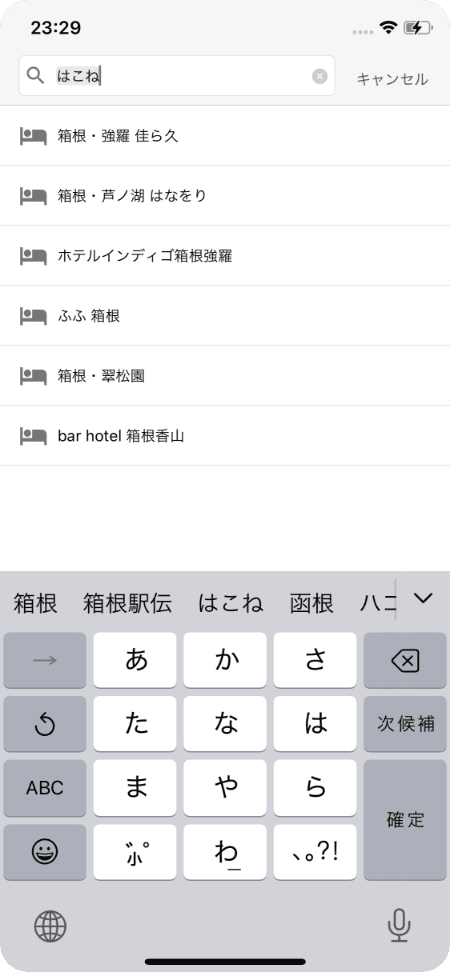 23:29
はこね
キャンセル
箱根・強羅 佳ら久
箱根・芦ノ湖 はなをり
ホテルインディゴ箱根強羅
ふふ 箱根
箱根・翠松園
bar hotel 箱根香山
箱根 箱根駅伝 はこね 函根 ハコ
→ あ か さ
た な は 次候補
ABC ま や ら 確定
゛゜小 わ_ 、。?!